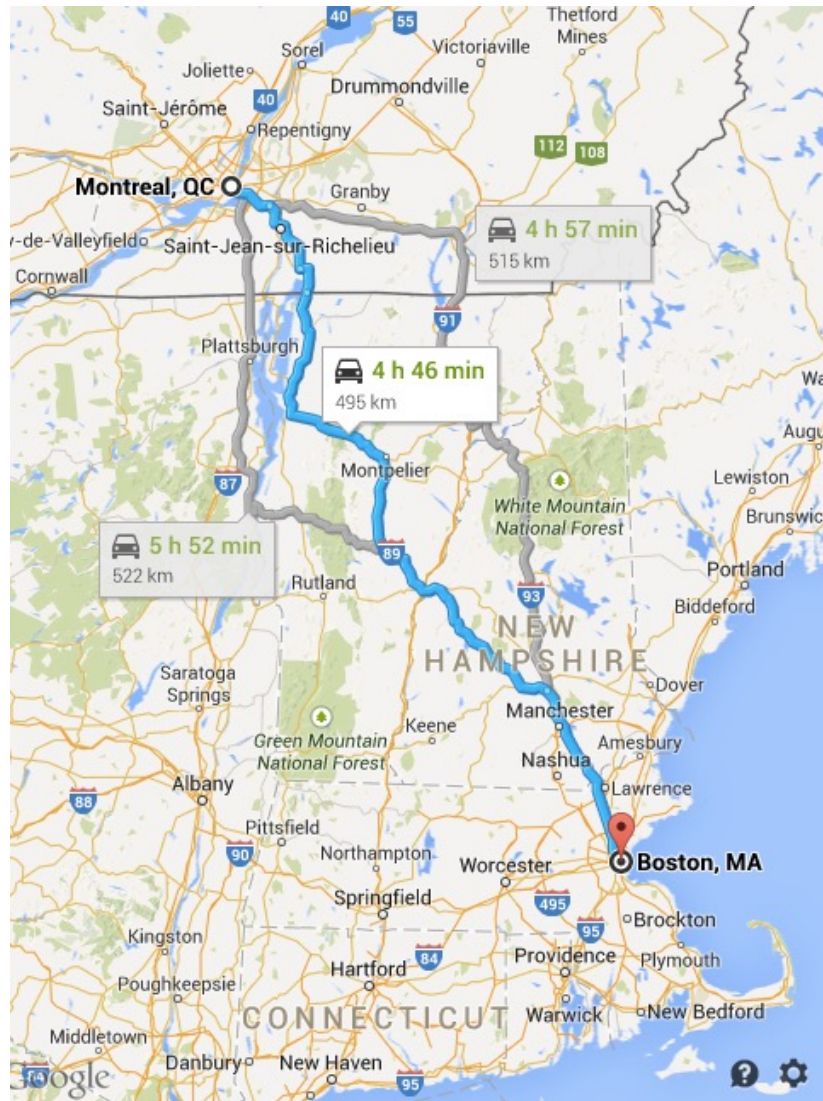 40
55
Thetford
Mines
Sorel
Victoriaville
Joliette
Drummondville
40
Saint-Jérôme
Repentigny
112
108
Montreal, QC
Granby
4 h 57 min
515 km
y-de-Valleyfield
Saint-Jean-sur-Richelieu
Cornwall
91
Plattsburgh
4 h 46 min
495 km
Wa
Augu
Montpelier
87
Lewiston
White Mountain
National Forest
Brunswic
5 h 52 min
522 km
89
Rutland
Portland
93
Biddeford
NEW
HAMPSHIRE
Saratoga
Springs
Dover
Manchester
Keene
Amesbury
Green Mountain
National Forest
Nashua
Lawrence
Albany
88
Pittsfield
90
Northampton
Worcester
Boston, MA
Springfield
495
Brockton
95
Kingston
84
Providence
Plymouth
Hartford
Poughkeepsie
CONNECTICUT
Warwick
New Bedford
Middletown
Danbury
New Haven
84
Google
95